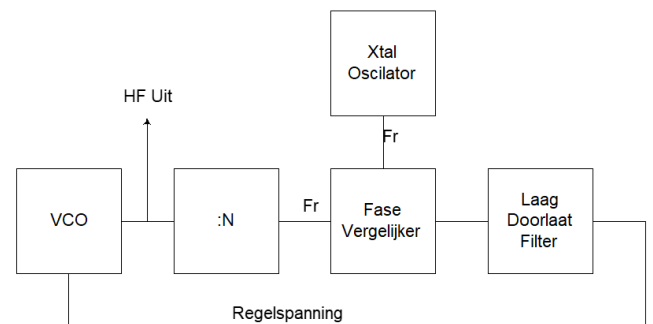 Xtal
Oscilator
HF Uit
Fr
VCO
:N
Fr
Fase
Vergelijker
Laag
Doorlaat
Filter
Regelspanning